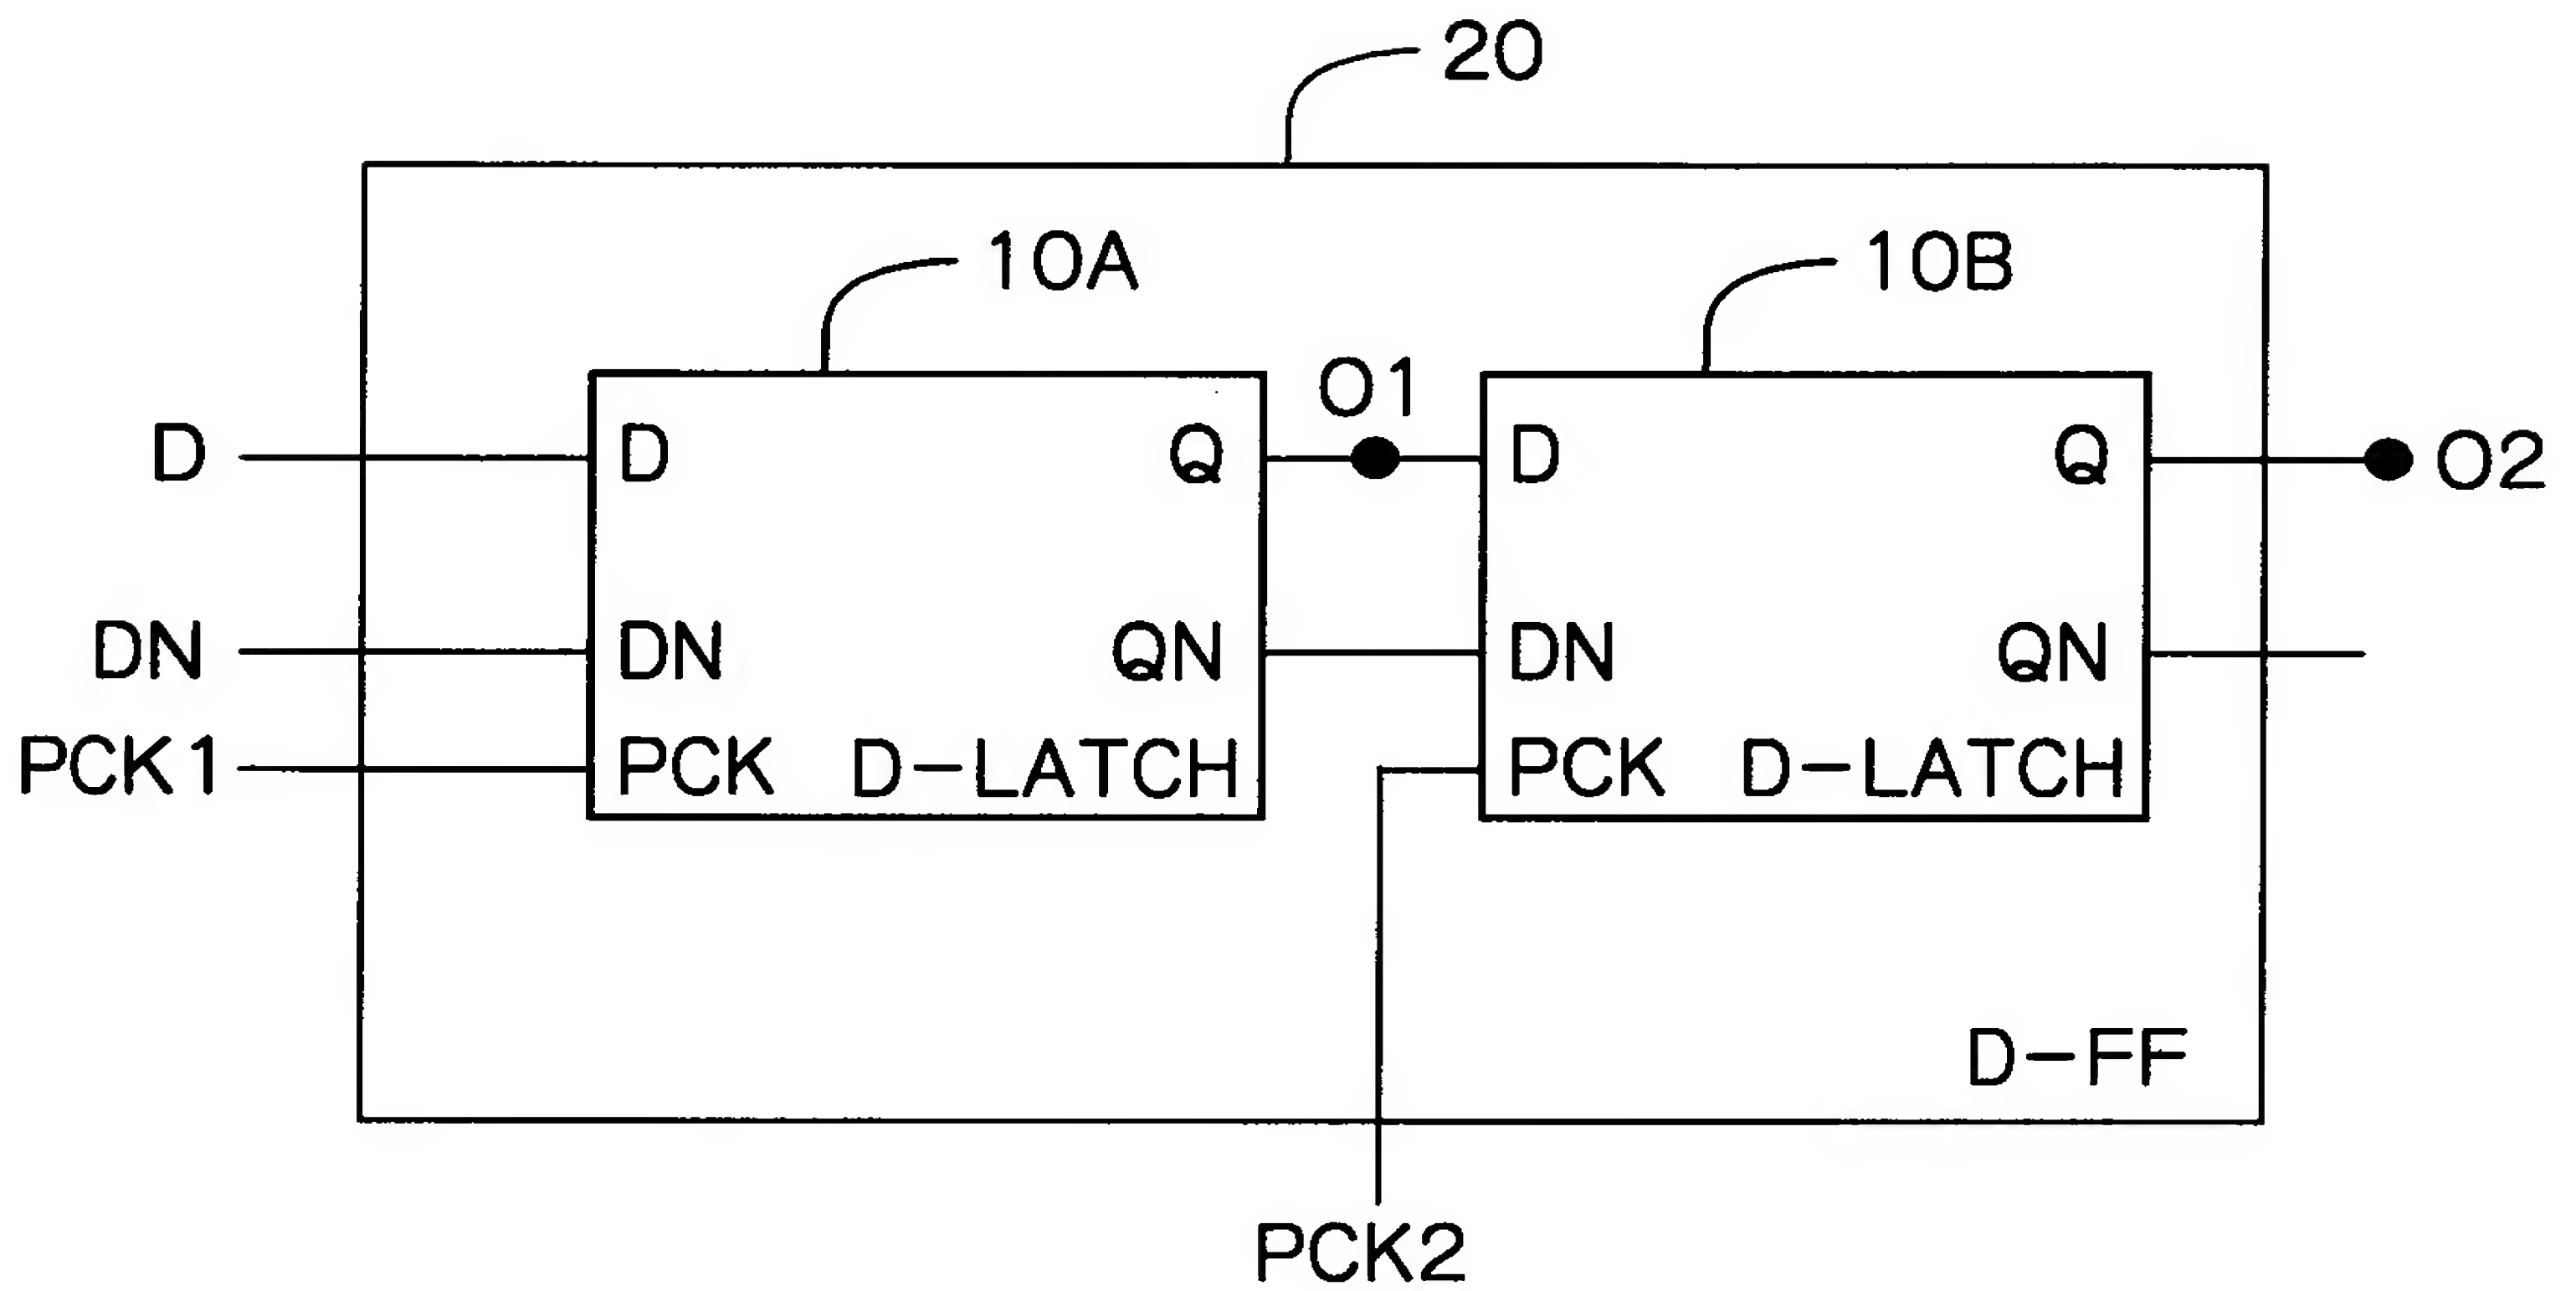 20
10A
10B
O1
D
D
Q
D
Q
O2
DN
DN
QN
DN
QN
PCK1
PCK
D-LATCH
PCK
D-LATCH
D-FF
PCK2